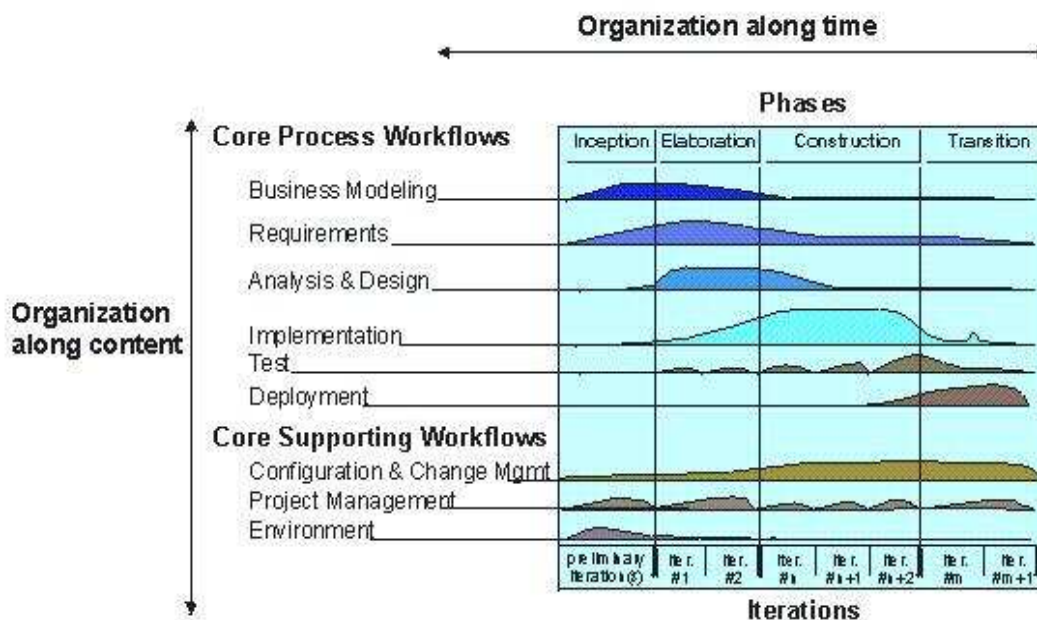 Organization along time
Phases
Core Process Workflows
Inception Elaboration Construction Transition
Business Modeling
Requirements
Analysis & Design
Organization
along content
Implementation
Test
Deployment
Core Supporting Workflows
Configuration & Change Mgmt
Project Management
Environment
preliminary iteration(s)
Iter. #1
Iter. #2
Iter. #n
Iter. #n+1
Iter. #n+2
Iter. #m
Iter. #m+1
Iterations